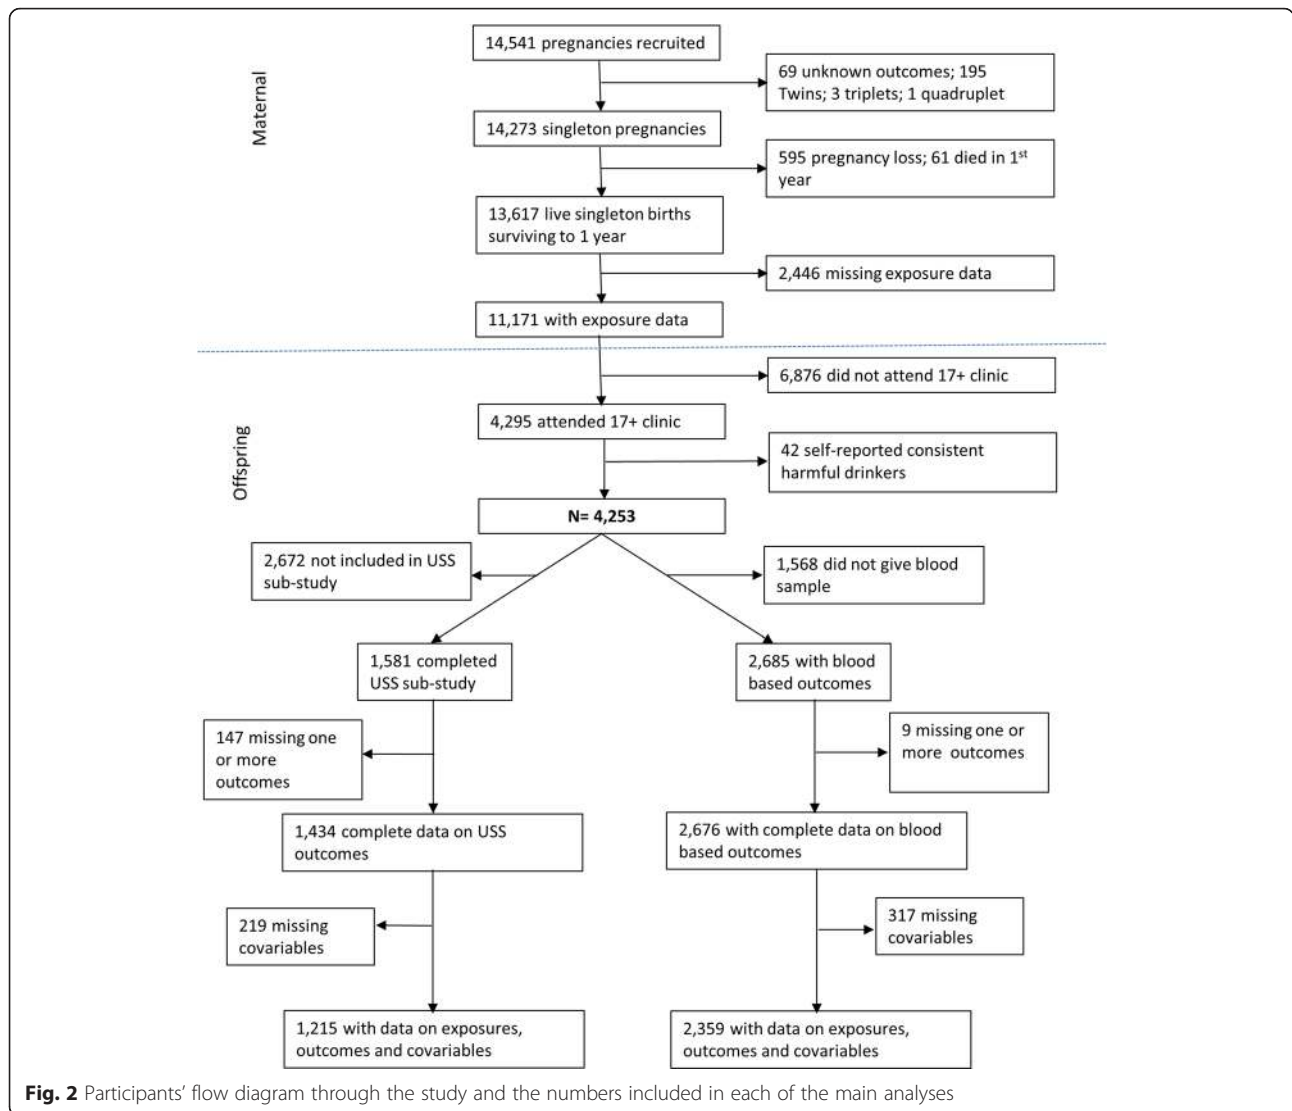 Maternal
14,541 pregnancies recruited
69 unknown outcomes; 195
Twins; 3 triplets; 1 quadruplet
14,273 singleton pregnancies
595 pregnancy loss; 61 died in 1st
year
13,617 live singleton births
surviving to 1 year
2,446 missing exposure data
11,171 with exposure data
Offspring
6,876 did not attend 17+ clinic
4,295 attended 17+ clinic
42 self-reported consistent
harmful drinkers
N= 4,253
2,672 not included in USS
sub-study
1,568 did not give blood
sample
1,581 completed
USS sub-study
2,685 with blood
based outcomes
147 missing one
or more
outcomes
9 missing one or
more outcomes
1,434 complete data on USS
outcomes
2,676 with complete data on blood
based outcomes
219 missing
covariables
317 missing
covariables
1,215 with data on exposures,
outcomes and covariables
2,359 with data on exposures,
outcomes and covariables
Fig. 2 Participants' flow diagram through the study and the numbers included in each of the main analyses